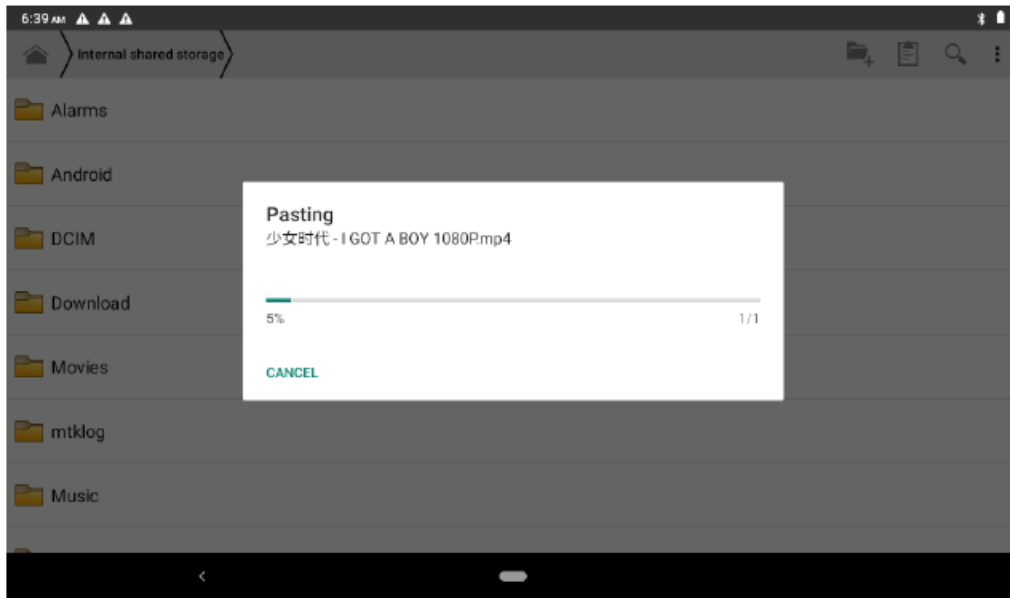 6:39 AM
Internal shared storage
Alarms
Android
DCIM
Download
Movies
mtklog
Music
Pasting
少女时代 - I GOT A BOY 1080P.mp4
5%
1/1
CANCEL